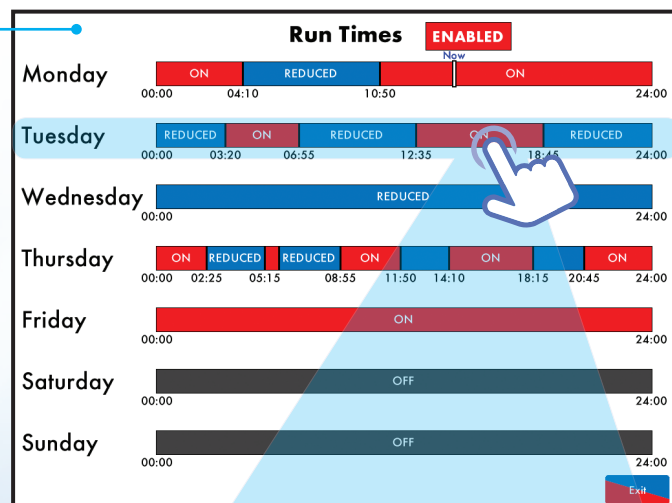 Run Times ENABLED
Now
Monday ON REDUCED ON
00:00 04:10 10:50 24:00
Tuesday REDUCED ON REDUCED ON REDUCED
00:00 03:20 06:55 12:35 18:45 24:00
Wednesday REDUCED
00:00 24:00
Thursday ON REDUCED REDUCED ON ON ON
00:00 02:25 05:15 08:55 11:50 14:10 18:15 20:45 24:00
Friday ON
00:00 24:00
Saturday OFF
00:00 24:00
Sunday OFF
00:00 24:00
Exit